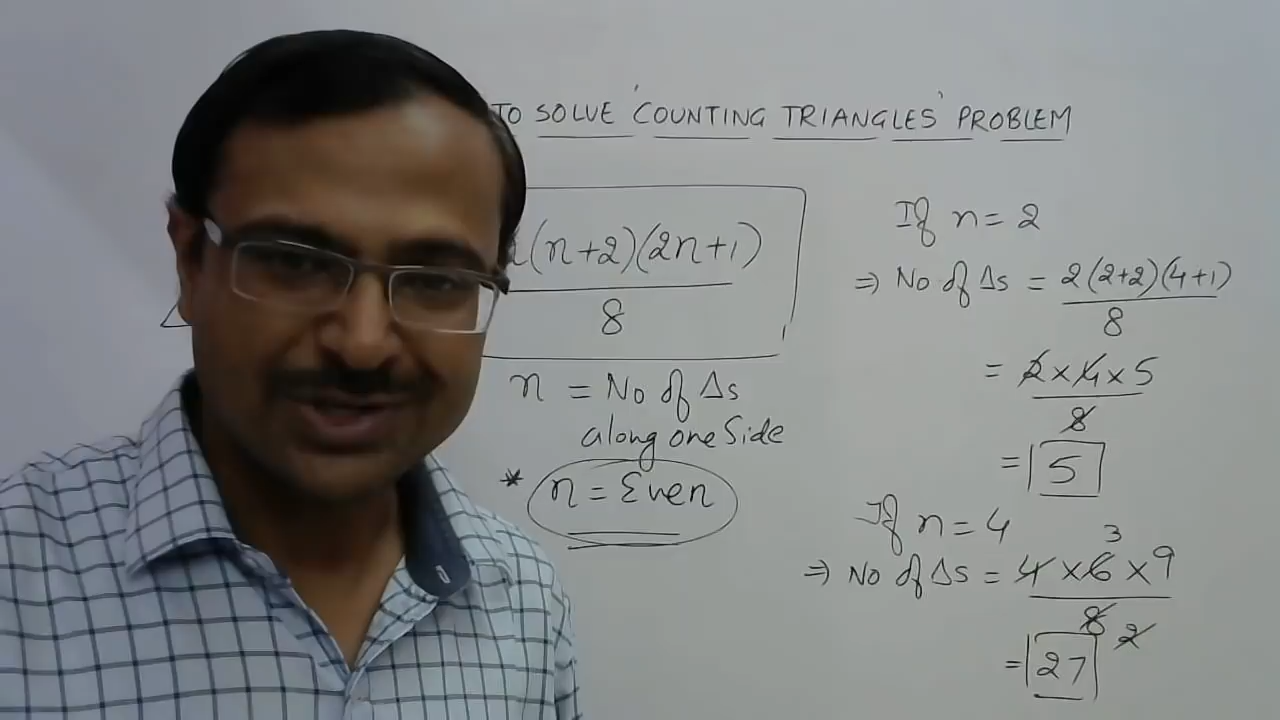 TO SOLVE 'COUNTING TRIANGLES' PROBLEM
(n+2)(2n+1)
8
n = No of Δs
along one Side
* n = Even
If n = 2
⇒ No of Δs = 2(2+2)(4+1)
8
= 2×4×5
8
= 5
If n = 4
3
⇒ No of Δs = 4×6×9
8 2
= 27